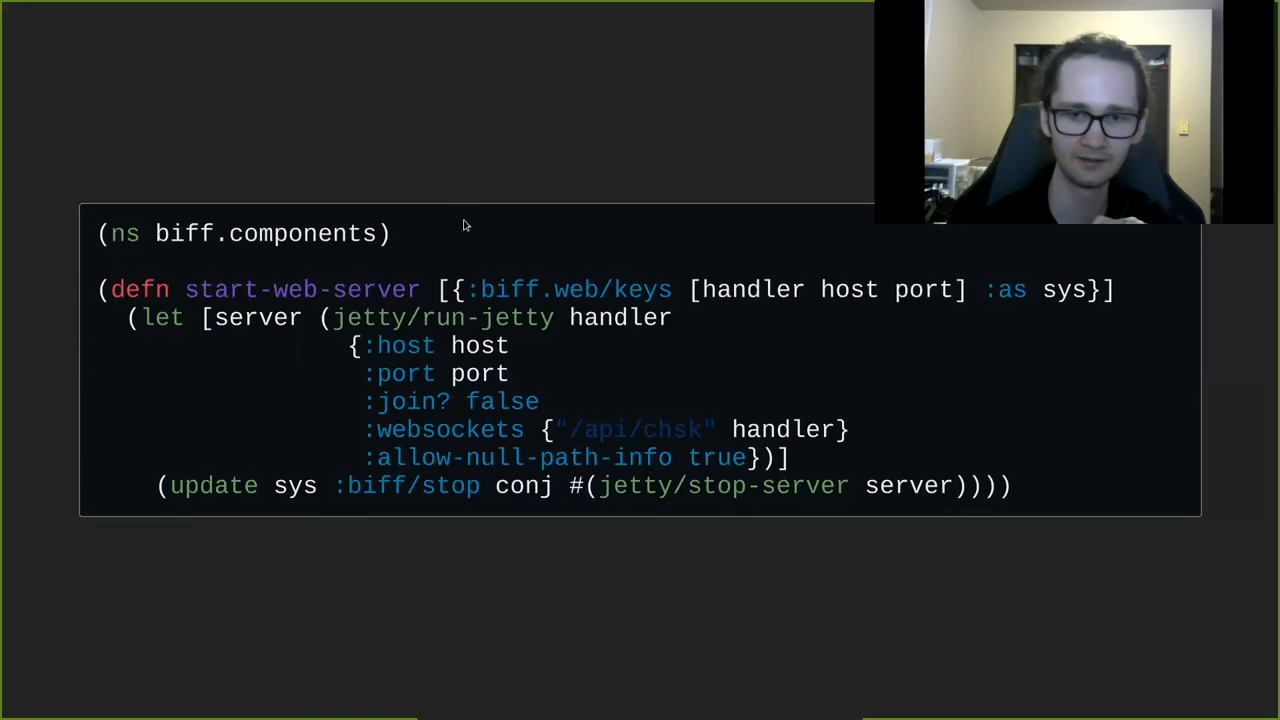 (ns biff.components)
(defn start-web-server [{:biff.web/keys [handler host port] :as sys}]
(let [server (jetty/run-jetty handler
{:host host
:port port
:join? false
:websockets {"/api/chsk" handler}
:allow-null-path-info true})]
(update sys :biff/stop conj #(jetty/stop-server server))))